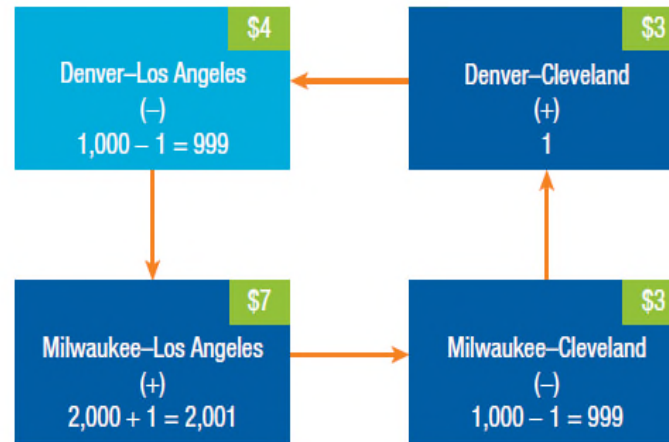 $4
Denver–Los Angeles
(–)
1,000 – 1 = 999
$3
Denver–Cleveland
(+)
1
$7
Milwaukee–Los Angeles
(+)
2,000 + 1 = 2,001
$3
Milwaukee–Cleveland
(–)
1,000 – 1 = 999